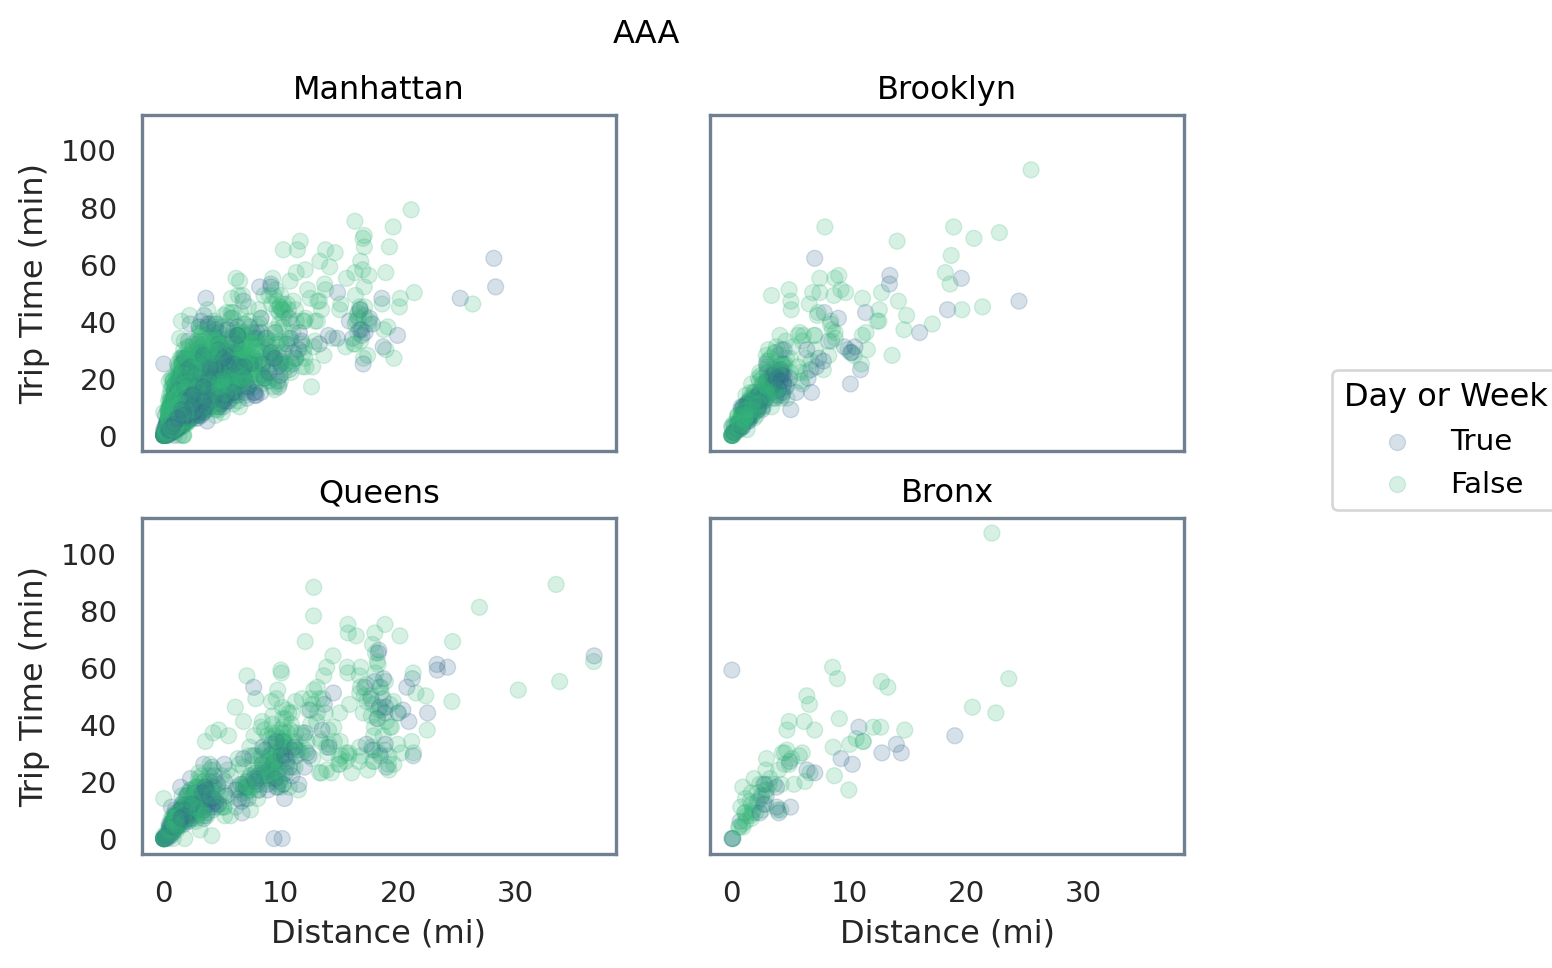 AAA
Manhattan
Brooklyn
Trip Time (min)
100
80
60
40
20
0
Day or Week
True
False
Queens
Bronx
Trip Time (min)
100
80
60
40
20
0
0 10 20 30
0 10 20 30
Distance (mi)
Distance (mi)